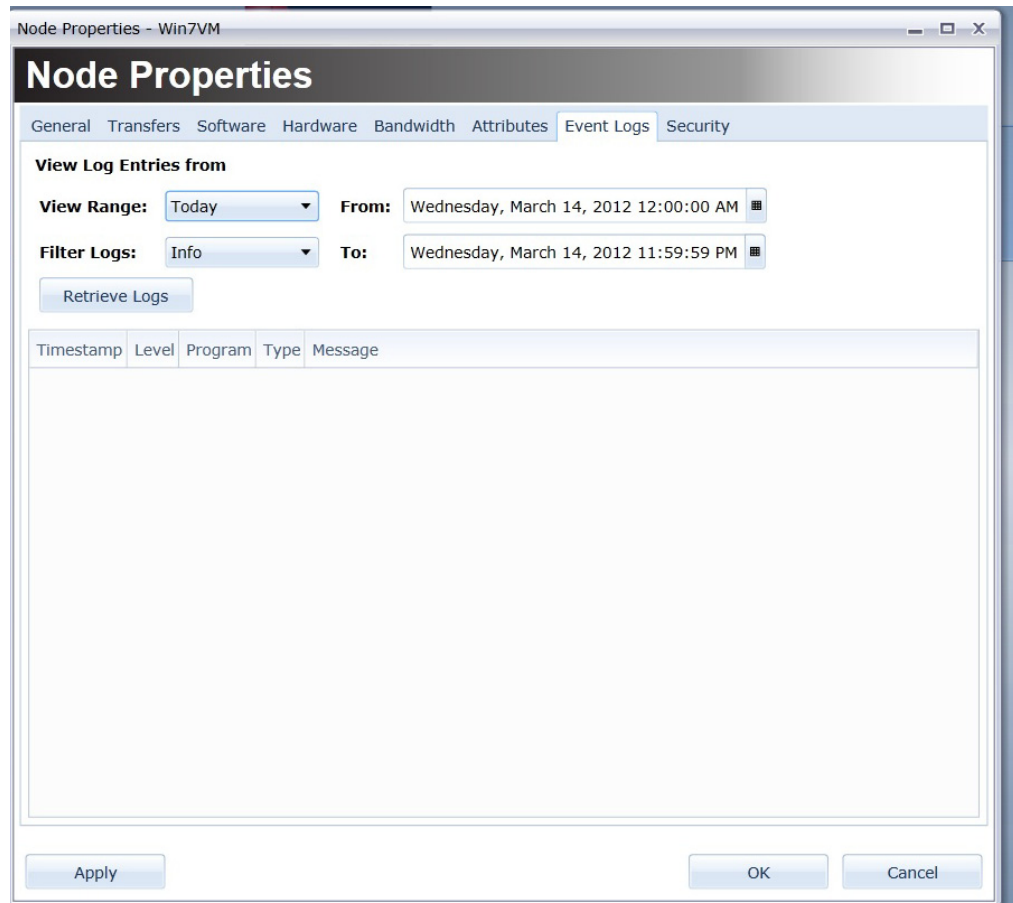 Node Properties - Win7VM
Node Properties
General Transfers Software Hardware Bandwidth Attributes Event Logs Security
View Log Entries from
View Range: Today From: Wednesday, March 14, 2012 12:00:00 AM
Filter Logs: Info To: Wednesday, March 14, 2012 11:59:59 PM
Retrieve Logs
Timestamp Level Program Type Message
Apply OK Cancel